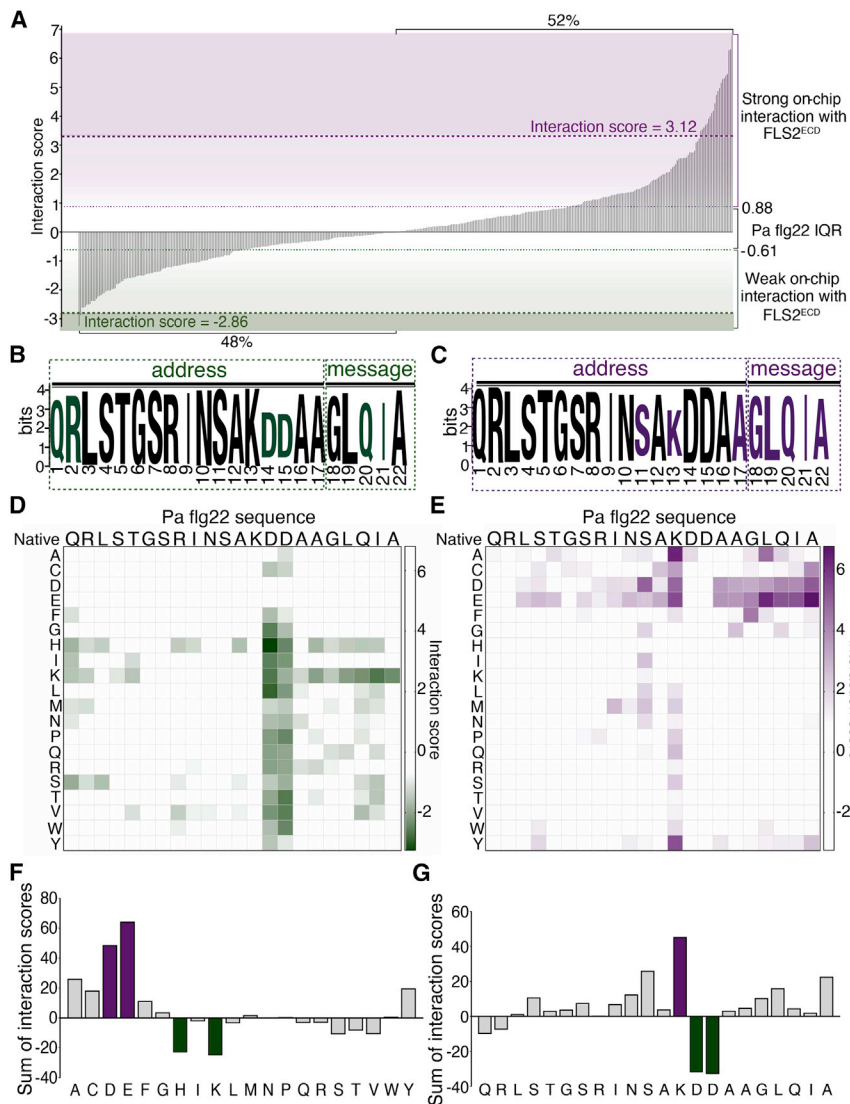 A
52%
7
6
5
4
3
2
1
0
-1
-2
-3
Interaction score
Interaction score = 3.12
Strong on-chip
interaction with
FLS2ECD
0.88
Pa flg22 IQR
-0.61
Weak on-chip
interaction with
FLS2ECD
Interaction score = -2.86
48%
B
address
message
4
3
2
1
0
bits
QRLSTGSRINSAKDDAAGLQIA
1 2 3 4 5 6 7 8 9 10 11 12 13 14 15 16 17 18 19 20 21 22
C
address
message
4
3
2
1
0
bits
QRLSTGSRINSAKDDAAGLQIA
1 2 3 4 5 6 7 8 9 10 11 12 13 14 15 16 17 18 19 20 21 22
D
Pa flg22 sequence
Native Q R L S T G S R I N S A K D D A A G L Q I A
A
C
D
E
F
G
H
I
K
L
M
N
P
Q
R
S
T
V
W
Y
6
4
2
0
-2
Interaction score
E
Pa flg22 sequence
Native Q R L S T G S R I N S A K D D A A G L Q I A
A
C
D
E
F
G
H
I
K
L
M
N
P
Q
R
S
T
V
W
Y
6
4
2
0
-2
F
Sum of interaction scores
80
60
40
20
0
-20
-40
A C D E F G H I K L M N P Q R S T V W Y
G
Sum of interaction scores
60
40
20
0
-20
-40
Q R L S T G S R I N S A K D D A A G L Q I A